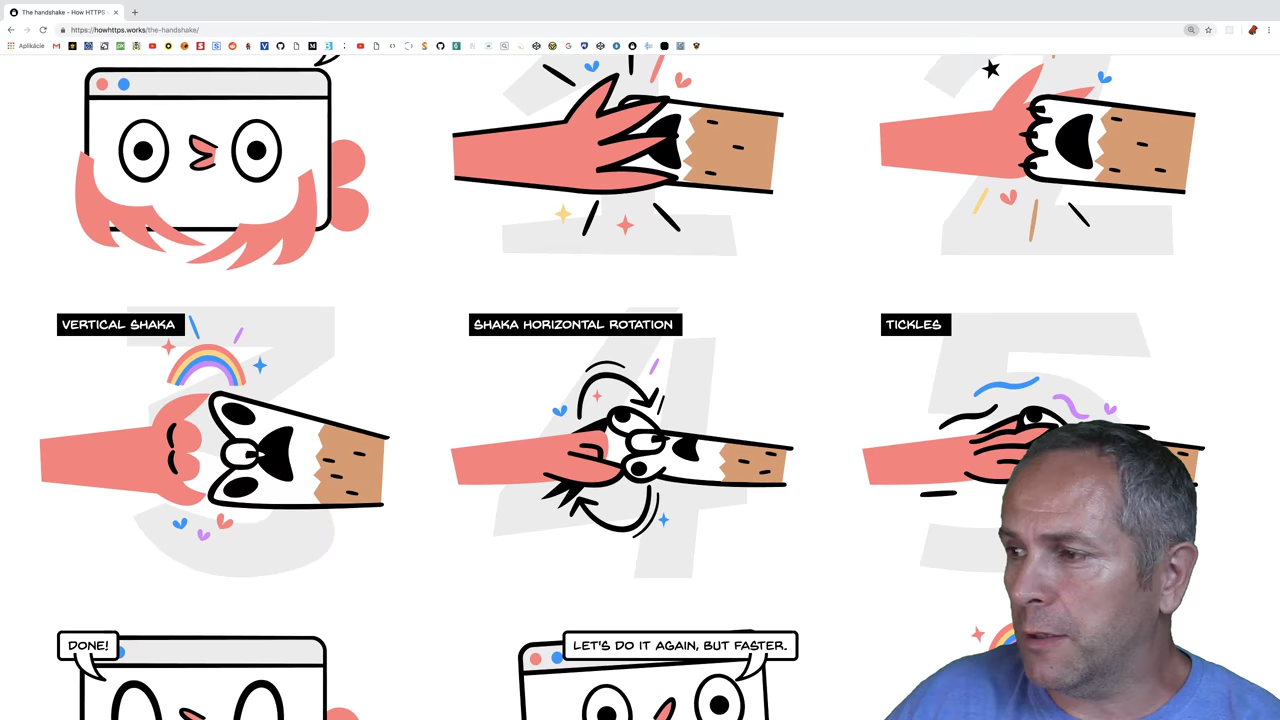 The handshake - How HTTPS
https://howhttps.works/the-handshake/
Aplikácie
VERTICAL SHAKA
SHAKA HORIZONTAL ROTATION
TICKLES
DONE!
LET'S DO IT AGAIN, BUT FASTER.